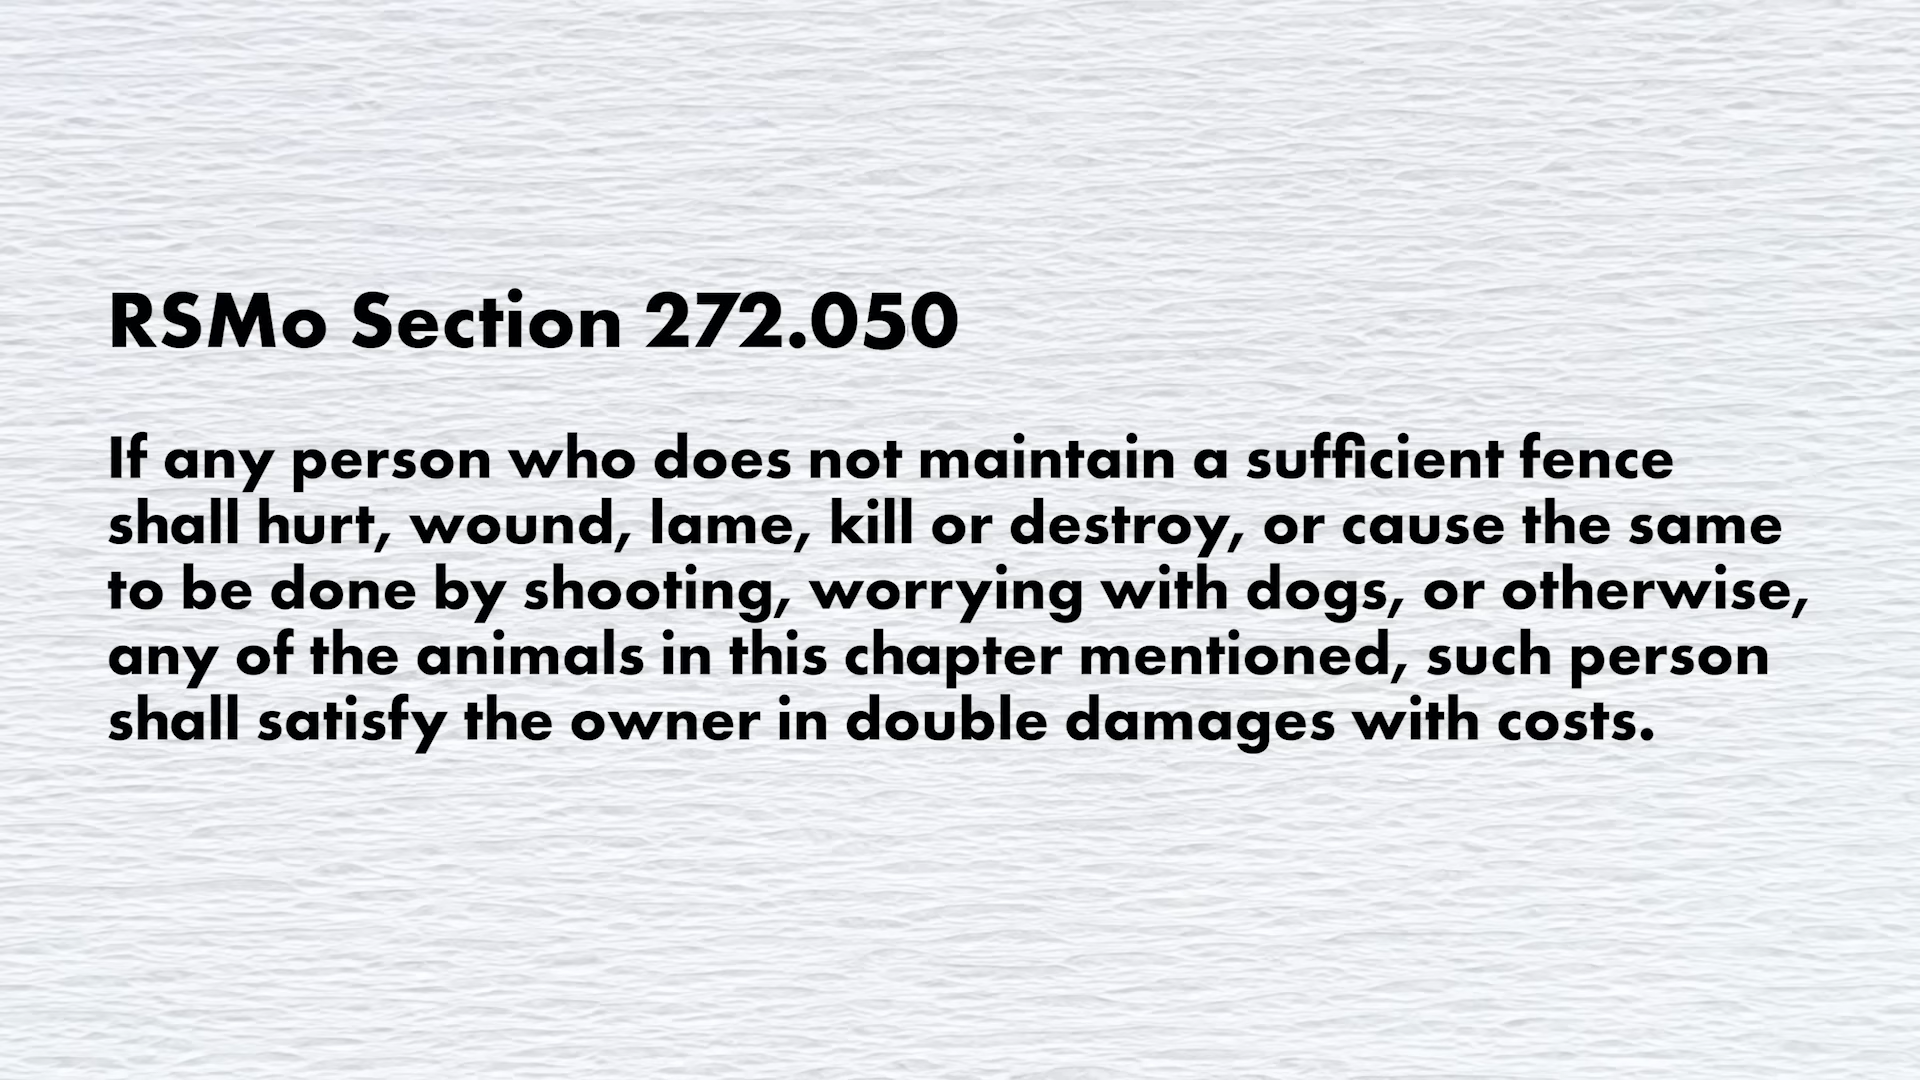 RSMo Section 272.050
If any person who does not maintain a sufficient fence
shall hurt, wound, lame, kill or destroy, or cause the same
to be done by shooting, worrying with dogs, or otherwise,
any of the animals in this chapter mentioned, such person
shall satisfy the owner in double damages with costs.